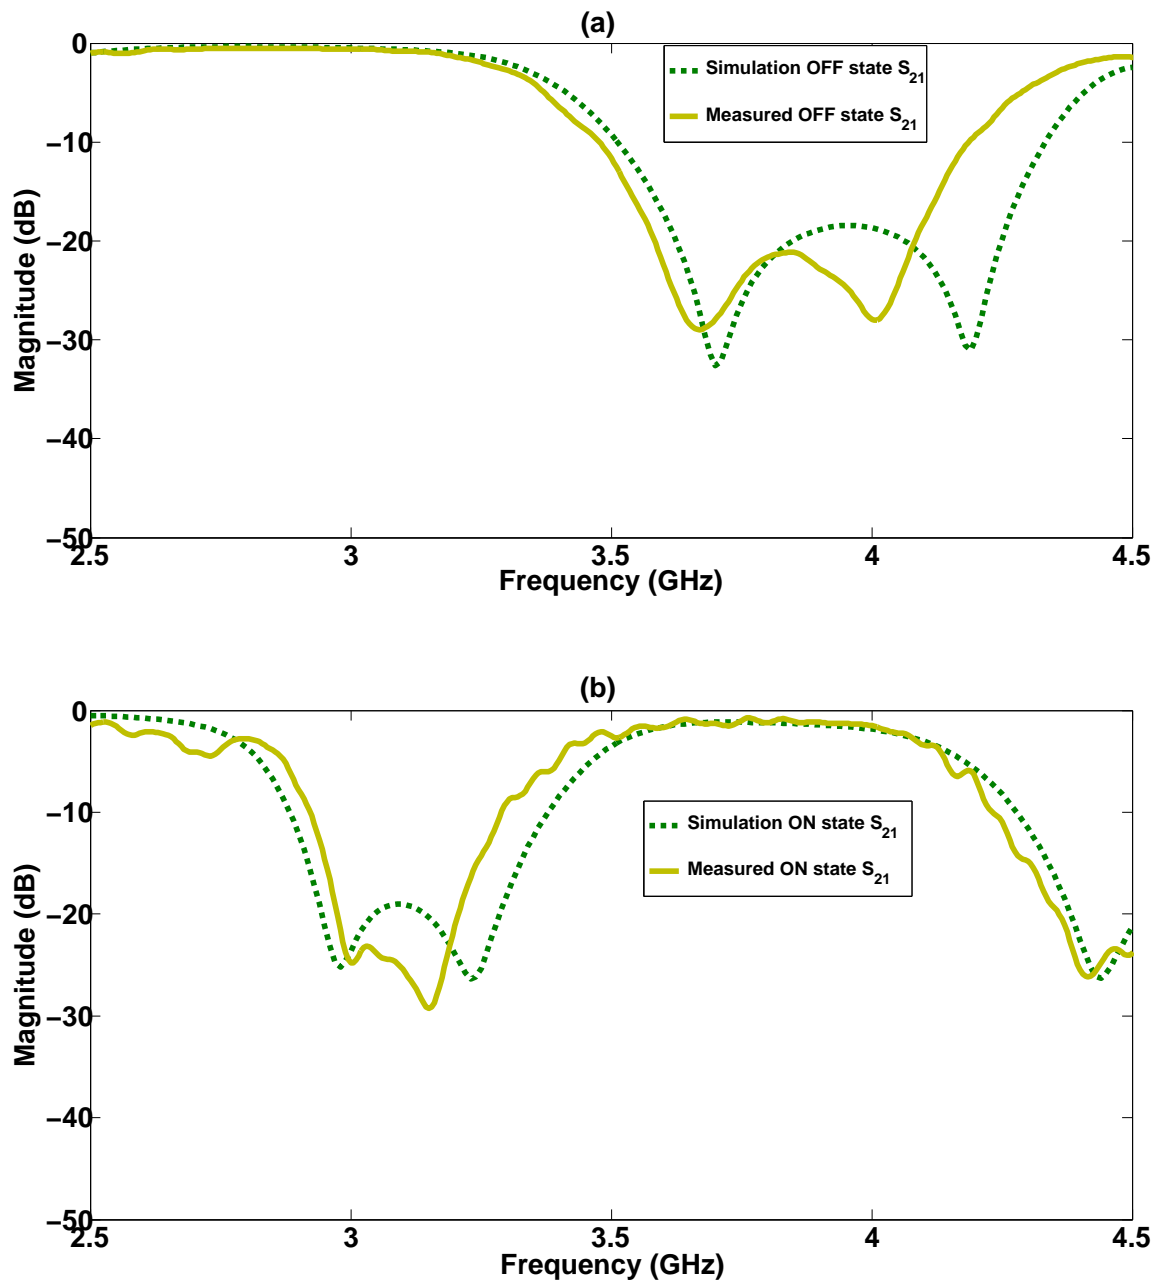 (a)
0
−10
−20
−30
−40
−50
Magnitude (dB)
Simulation OFF state S21
Measured OFF state S21
2.5 3 3.5 4 4.5
Frequency (GHz)
(b)
0
−10
−20
−30
−40
−50
Magnitude (dB)
Simulation ON state S21
Measured ON state S21
2.5 3 3.5 4 4.5
Frequency (GHz)